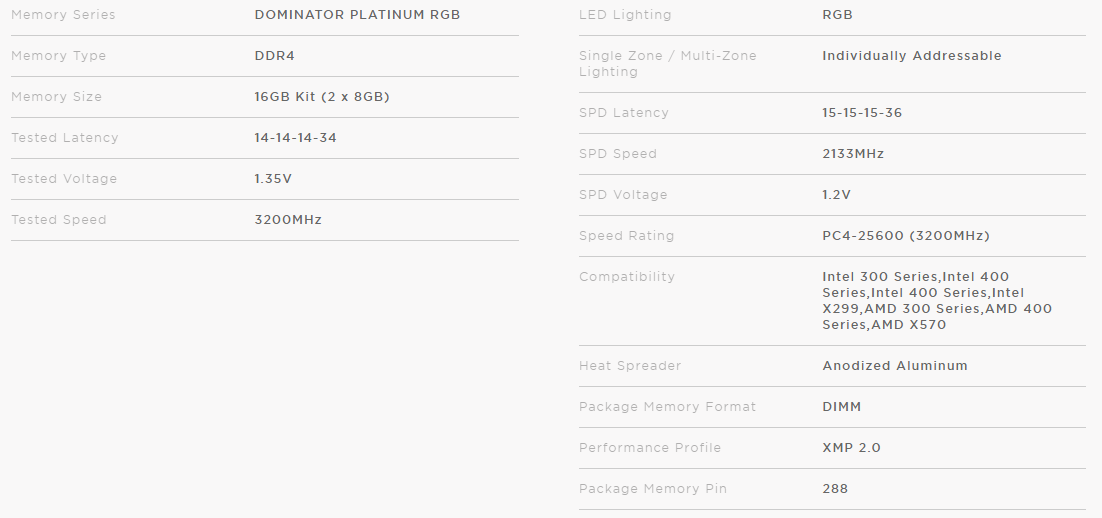 Memory Series DOMINATOR PLATINUM RGB
Memory Type DDR4
Memory Size 16GB Kit (2 x 8GB)
Tested Latency 14-14-14-34
Tested Voltage 1.35V
Tested Speed 3200MHz
LED Lighting RGB
Single Zone / Multi-Zone Individually Addressable
Lighting
SPD Latency 15-15-15-36
SPD Speed 2133MHz
SPD Voltage 1.2V
Speed Rating PC4-25600 (3200MHz)
Compatibility Intel 300 Series,Intel 400
Series,Intel 400 Series,Intel
X299,AMD 300 Series,AMD 400
Series,AMD X570
Heat Spreader Anodized Aluminum
Package Memory Format DIMM
Performance Profile XMP 2.0
Package Memory Pin 288